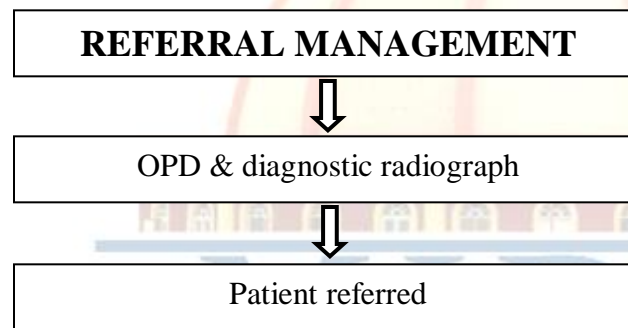 REFERRAL MANAGEMENT
OPD & diagnostic radiograph
Patient referred